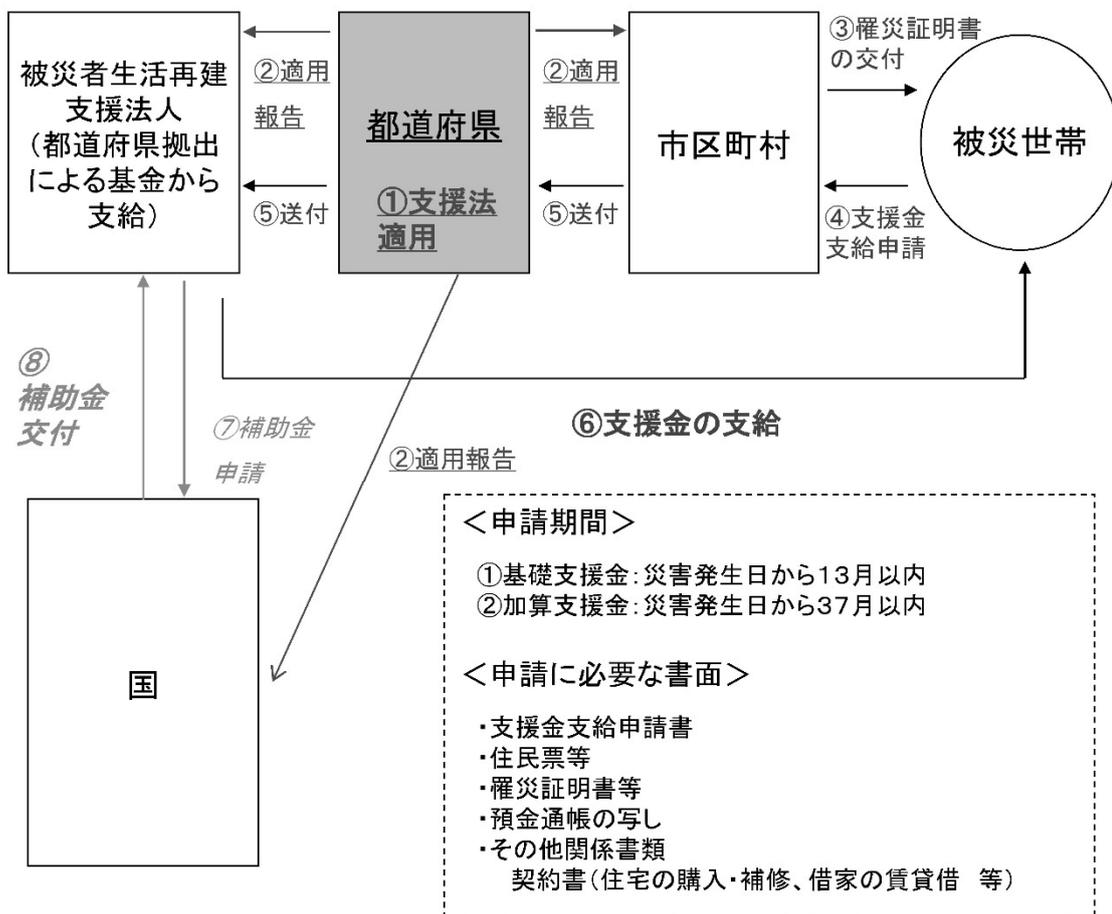 被災者生活再建
支援法人
（都道府県拠出
による基金から
支給）
②適用
報告
⑤送付
都道府県
①支援法
適用
②適用
報告
⑤送付
市区町村
③罹災証明書
の交付
④支援金
支給申請
被災世帯
⑧
補助金
交付
⑦補助金
申請
②適用報告
⑥支援金の支給
国
＜申請期間＞
①基礎支援金：災害発生日から13月以内
②加算支援金：災害発生日から37月以内
＜申請に必要な書面＞
・支援金支給申請書
・住民票等
・罹災証明書等
・預金通帳の写し
・その他関係書類
契約書（住宅の購入・補修、借家の賃貸借　等）